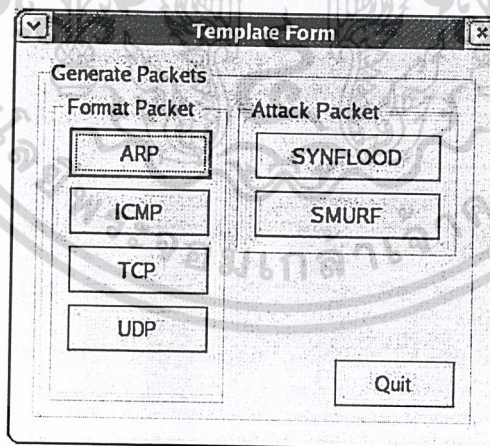 Template Form
Generate Packets
Format Packet
Attack Packet
ARP
SYNFLOOD
ICMP
SMURF
TCP
UDP
Quit